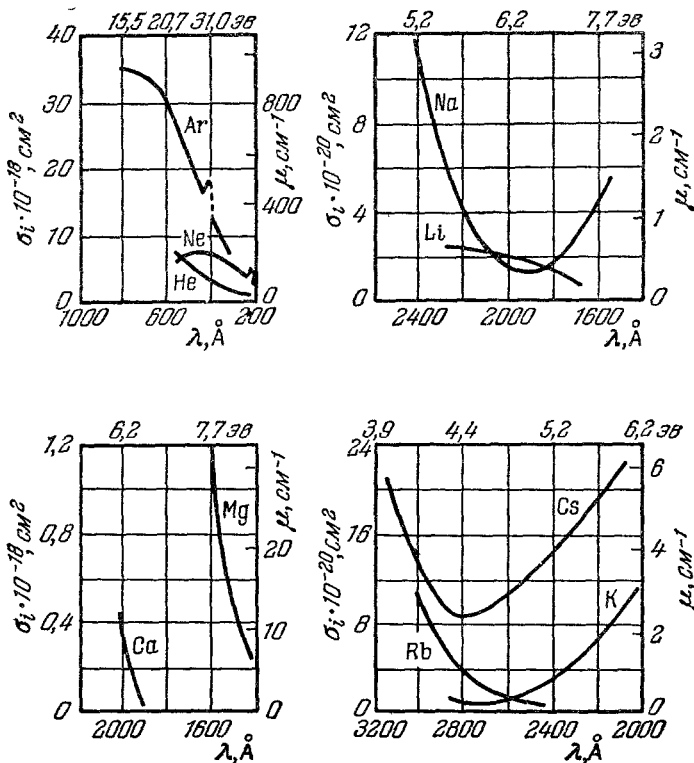 15,5 20,7 31,0 эв
40
30
20
10
0
σi·10⁻¹⁸, см²
800
400
0
μ, см⁻¹
Ar
Ne
He
1000 600 200
λ, Å
5,2 6,2 7,7 эв
12
8
4
0
σi·10⁻²⁰, см²
3
2
1
0
μ, см⁻¹
Na
Li
2400 2000 1600
λ, Å
6,2 7,7 эв
1,2
0,8
0,4
0
σi·10⁻¹⁸, см²
20
10
0
μ, см⁻¹
Mg
Ca
2000 1600
λ, Å
3,9 4,4 5,2 6,2 эв
24
16
8
0
σi·10⁻²⁰, см²
6
4
2
0
μ, см⁻¹
Cs
K
Rb
3200 2800 2400 2000
λ, Å